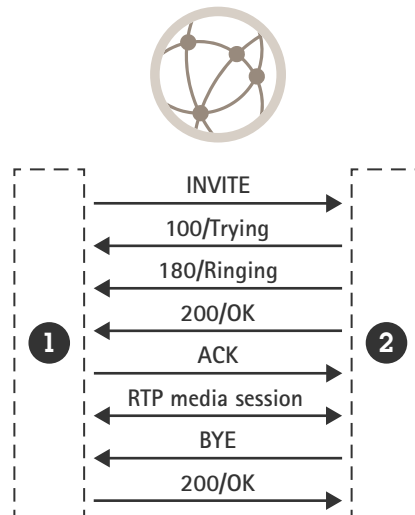 INVITE
100/Trying
180/Ringing
200/OK
1
2
ACK
RTP media session
BYE
200/OK